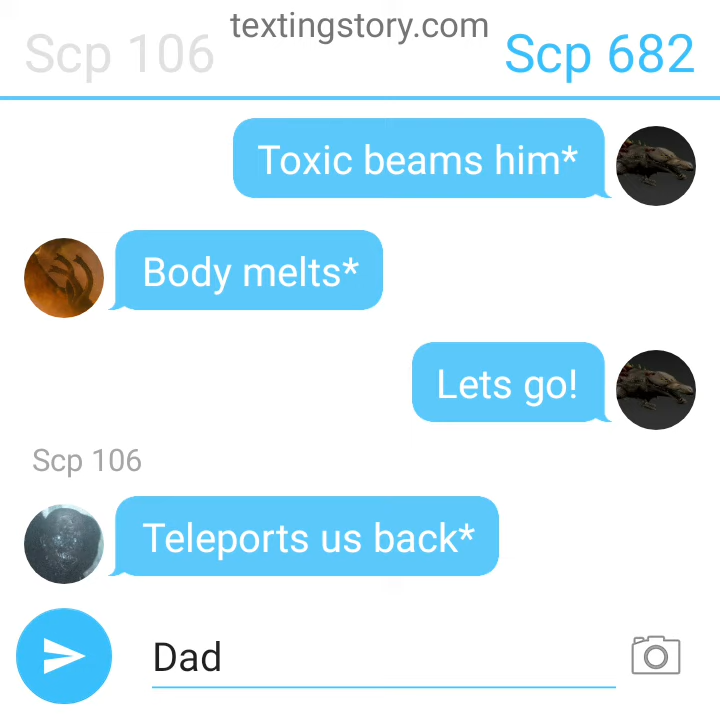 textingstory.com
Scp 106
Scp 682
Toxic beams him*
Body melts*
Lets go!
Scp 106
Teleports us back*
Dad